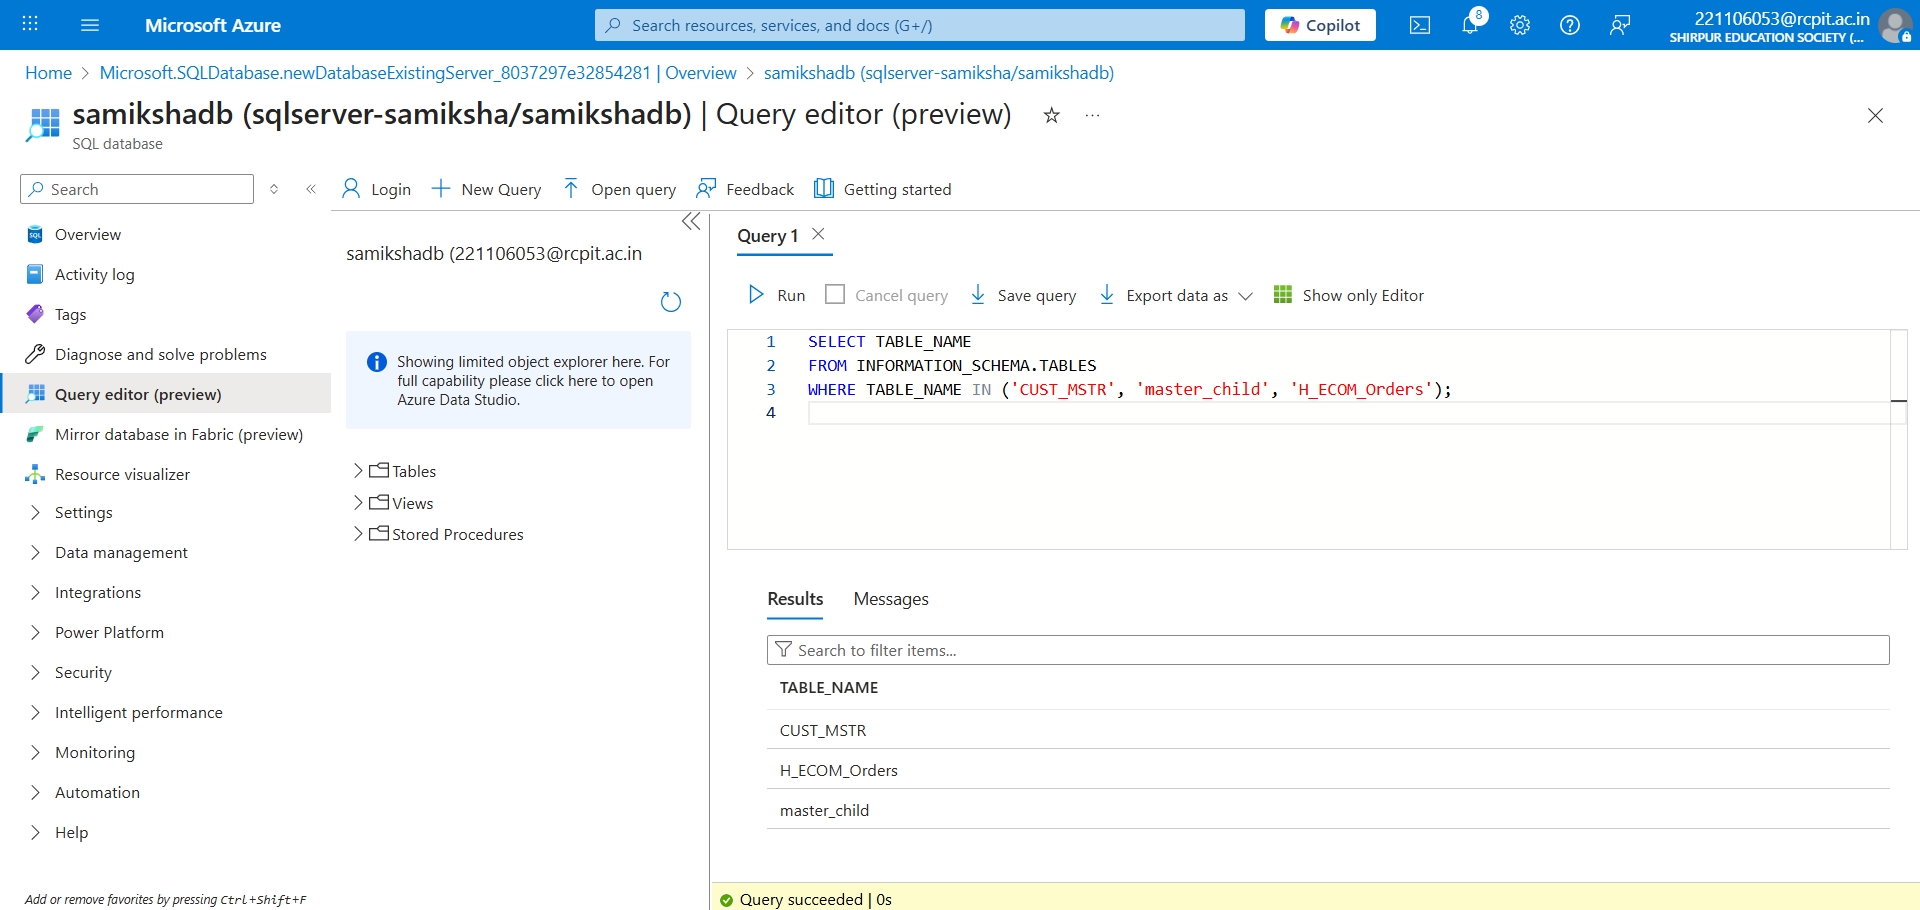 Microsoft Azure
Search resources, services, and docs (G+/)
Copilot
8
221106053@rcpit.ac.in
SHIRPUR EDUCATION SOCIETY (...
Home > Microsoft.SQLDatabase.newDatabaseExistingServer_8037297e32854281 | Overview > samikshadb (sqlserver-samiksha/samikshadb)
samikshadb (sqlserver-samiksha/samikshadb) | Query editor (preview)
SQL database
Search
Overview
Activity log
Tags
Diagnose and solve problems
Query editor (preview)
Mirror database in Fabric (preview)
Resource visualizer
Settings
Data management
Integrations
Power Platform
Security
Intelligent performance
Monitoring
Automation
Help
Add or remove favorites by pressing Ctrl+Shift+F
Login
New Query
Open query
Feedback
Getting started
samikshadb (221106053@rcpit.ac.in
Showing limited object explorer here. For
full capability please click here to open
Azure Data Studio.
Tables
Views
Stored Procedures
Query 1
Run
Cancel query
Save query
Export data as
Show only Editor
1 SELECT TABLE_NAME
2 FROM INFORMATION_SCHEMA.TABLES
3 WHERE TABLE_NAME IN ('CUST_MSTR', 'master_child', 'H_ECOM_Orders');
4
Results
Messages
Search to filter items...
TABLE_NAME
CUST_MSTR
H_ECOM_Orders
master_child
Query succeeded | 0s